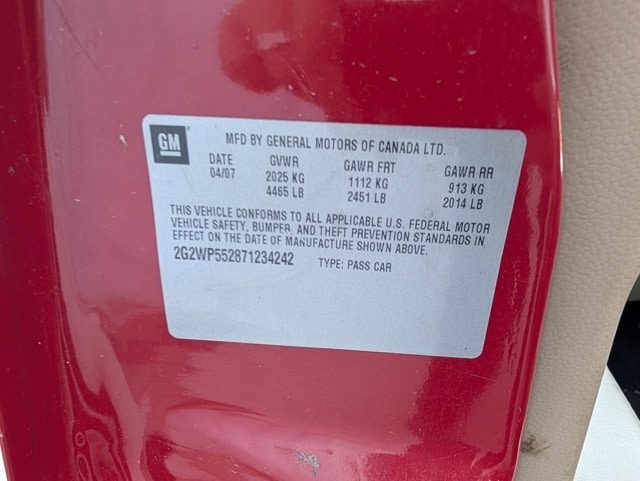 GM MFD BY GENERAL MOTORS OF CANADA LTD.
DATE GVWR GAWR FRT GAWR RR
04/07 2025 KG 1112 KG 913 KG
4465 LB 2451 LB 2014 LB
THIS VEHICLE CONFORMS TO ALL APPLICABLE U.S. FEDERAL MOTOR
VEHICLE SAFETY, BUMPER, AND THEFT PREVENTION STANDARDS IN
EFFECT ON THE DATE OF MANUFACTURE SHOWN ABOVE.
2G2WP552871234242 TYPE: PASS CAR